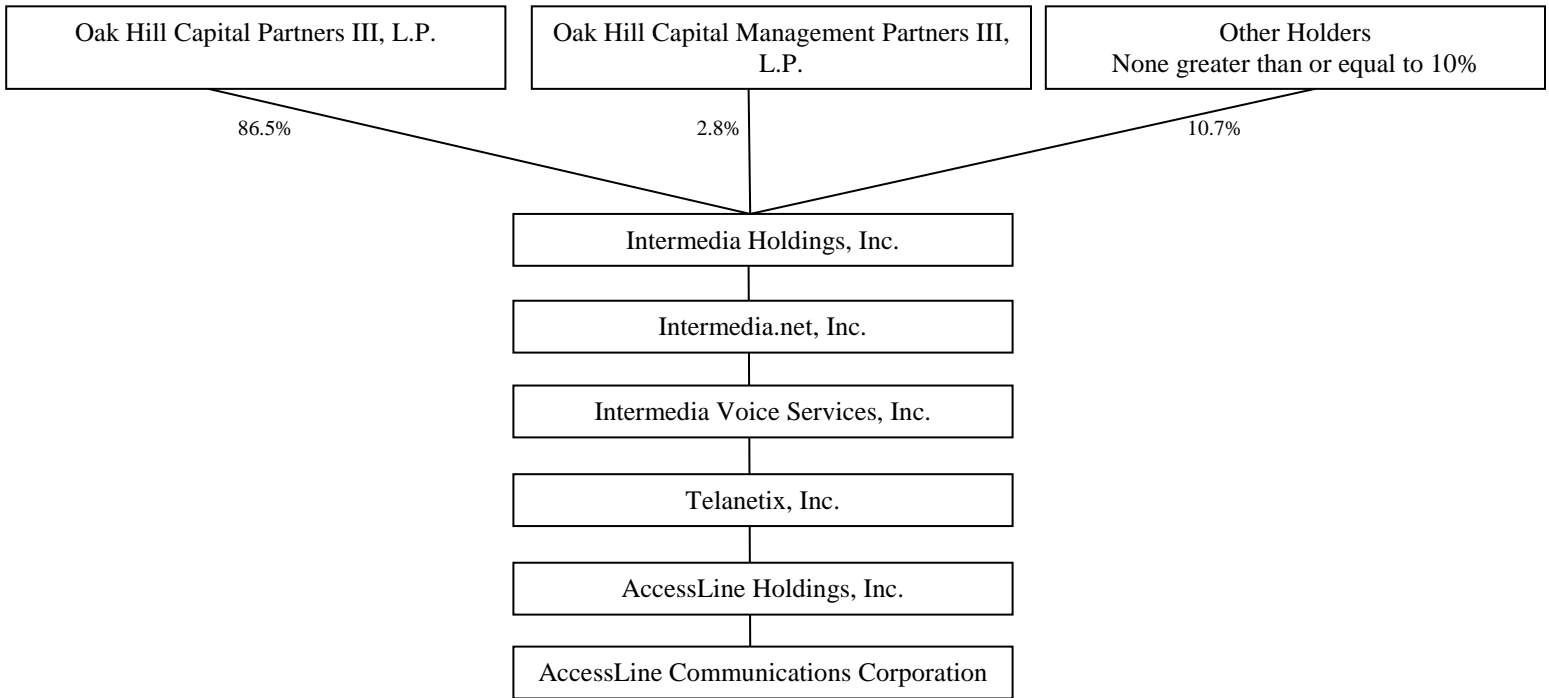 Oak Hill Capital Partners III, L.P.
Oak Hill Capital Management Partners III,
L.P.
Other Holders
None greater than or equal to 10%
86.5%
2.8%
10.7%
Intermedia Holdings, Inc.
Intermedia.net, Inc.
Intermedia Voice Services, Inc.
Telanetix, Inc.
AccessLine Holdings, Inc.
AccessLine Communications Corporation